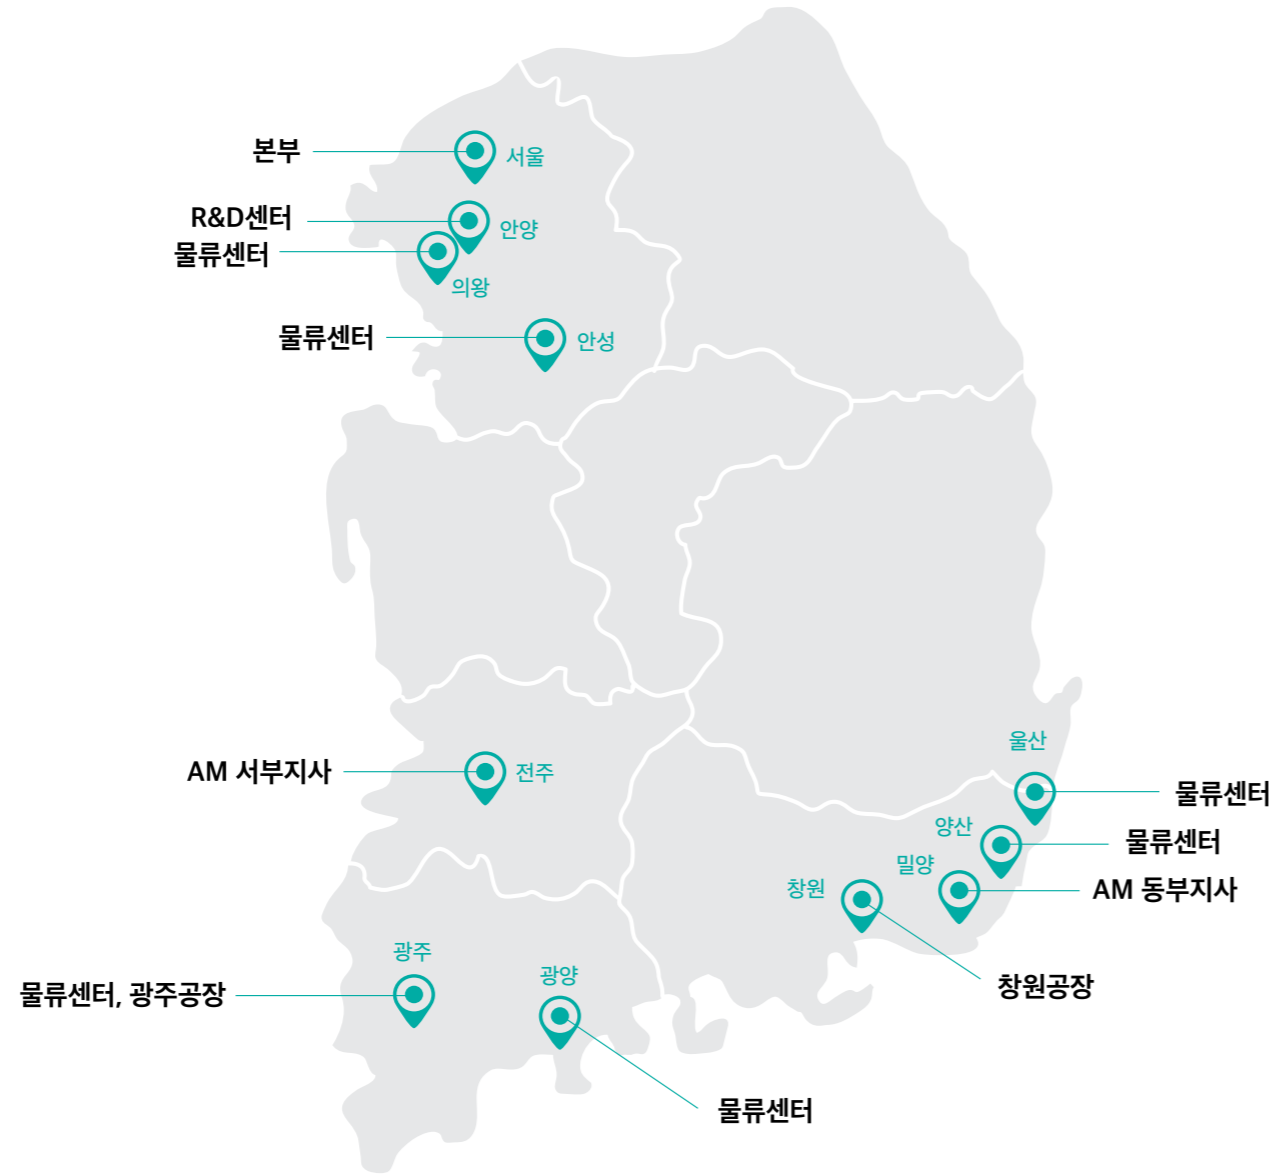 본부
서울
R&D센터
안양
물류센터
의왕
물류센터
안성
AM 서부지사
전주
울산
물류센터
양산
물류센터
밀양
AM 동부지사
창원
창원공장
광주
물류센터, 광주공장
광양
물류센터